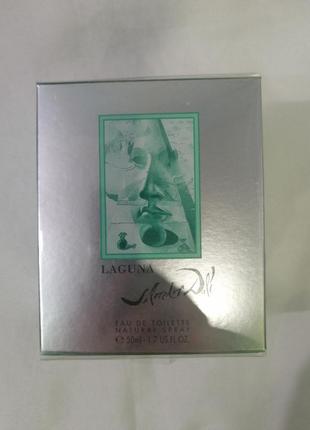 LAGUNA
Salvador Dalí
EAU DE TOILETTE
NATURAL SPRAY
℮ 50ml - 1.7 US.FL.OZ.